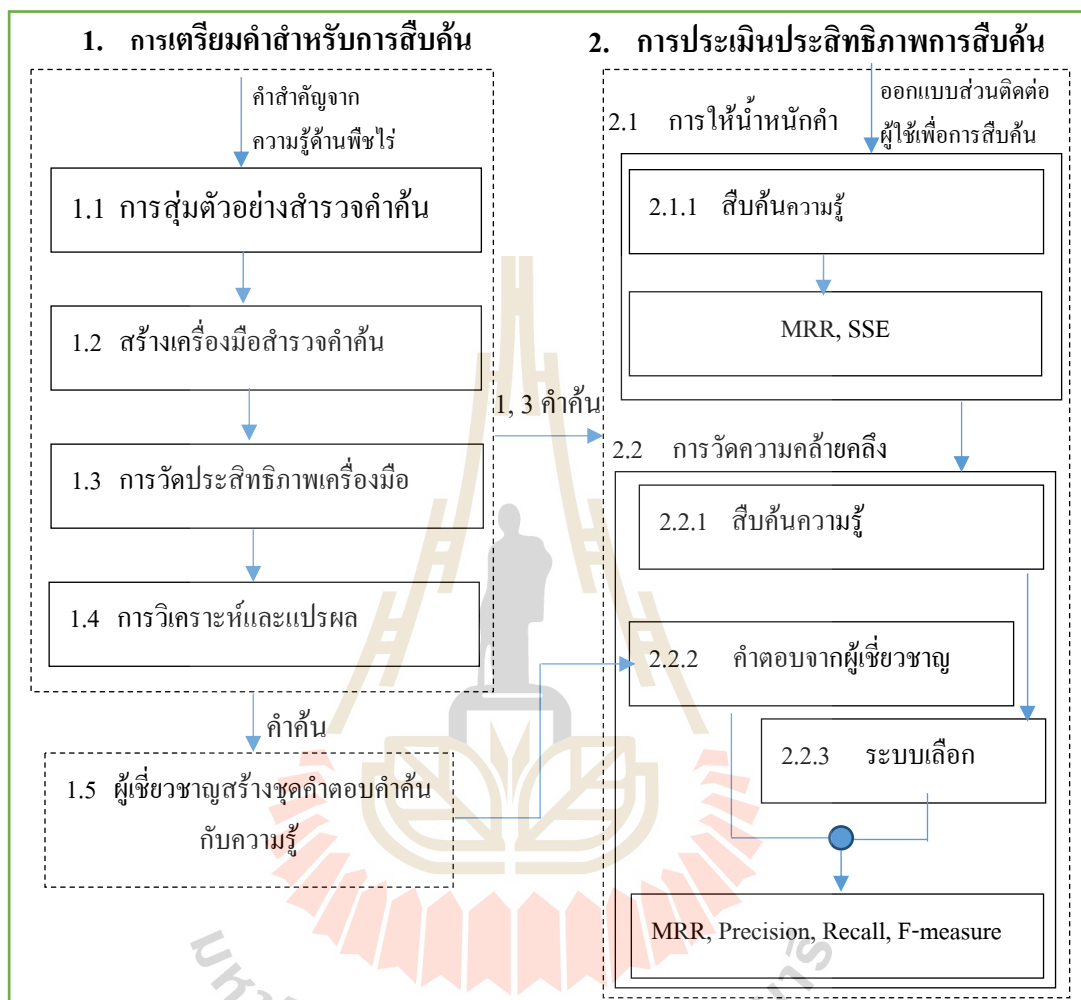 1. การเตรียมคำสำหรับการสืบค้น
คำสำคัญจาก
ความรู้ด้านพืชไร่
1.1 การสุ่มตัวอย่างสำรวจคำค้น
1.2 สร้างเครื่องมือสำรวจคำค้น
1.3 การวัดประสิทธิภาพเครื่องมือ
1.4 การวิเคราะห์และแปรผล
คำค้น
1.5 ผู้เชี่ยวชาญสร้างชุดคำตอบคำค้น
กับความรู้
1, 3 คำค้น
2. การประเมินประสิทธิภาพการสืบค้น
ออกแบบส่วนติดต่อ
ผู้ใช้เพื่อการสืบค้น
2.1 การให้น้ำหนักคำ
2.1.1 สืบค้นความรู้
MRR, SSE
2.2 การวัดความคล้ายคลึง
2.2.1 สืบค้นความรู้
2.2.2 คำตอบจากผู้เชี่ยวชาญ
2.2.3 ระบบเลือก
MRR, Precision, Recall, F-measure